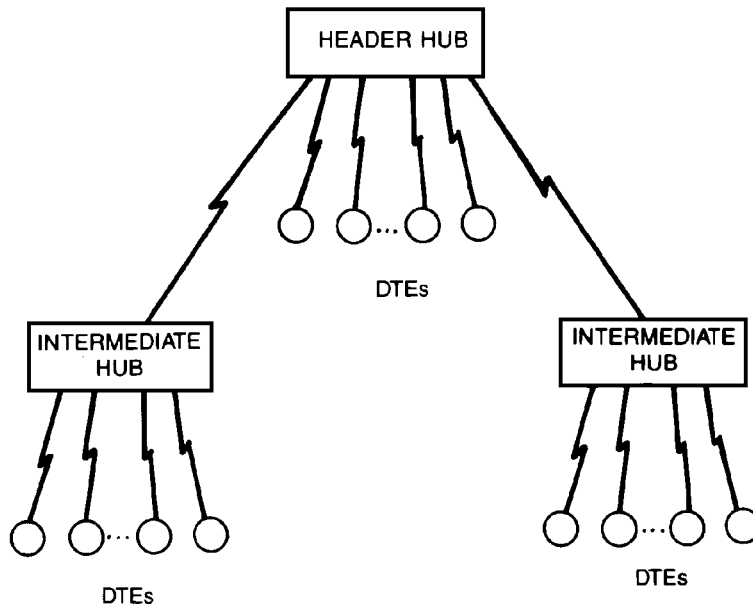 HEADER HUB
...
DTEs
INTERMEDIATE
HUB
INTERMEDIATE
HUB
...
...
DTEs
DTEs